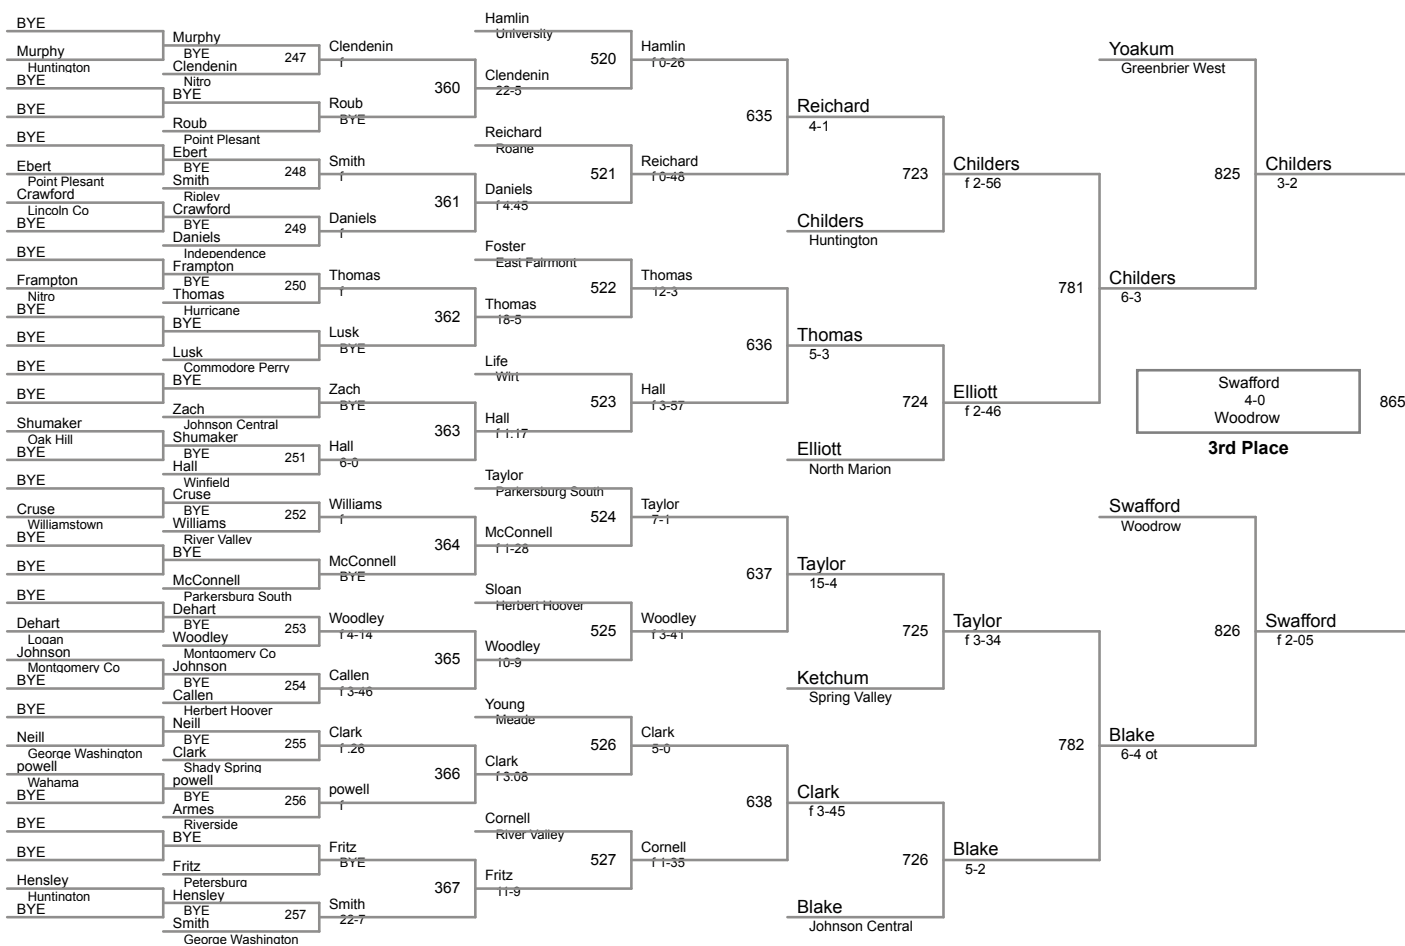 BYE
Murphy
Huntington
BYE
BYE
BYE
Ebert
Point Plesant
Crawford
Lincoln Co
BYE
BYE
Frampton
Nitro
BYE
BYE
BYE
BYE
Shumaker
Oak Hill
BYE
BYE
Cruse
Williamstown
BYE
BYE
BYE
Dehart
Logan
Johnson
Montgomery Co
BYE
BYE
Neill
George Washington
powell
Wahama
BYE
BYE
BYE
Hensley
Huntington
BYE
Murphy
BYE
247
Clendenin
Nitro
BYE
Roub
Point Plesant
Ebert
BYE
248
Smith
Ripley
Crawford
BYE
249
Daniels
Independence
Frampton
BYE
250
Thomas
Hurricane
BYE
Lusk
Commodore Perry
BYE
Zach
Johnson Central
Shumaker
BYE
251
Hall
Winfield
Cruse
BYE
252
Williams
River Valley
BYE
McConnell
Parkersburg South
Dehart
BYE
253
Woodley
Montgomery Co
Johnson
BYE
254
Callen
Herbert Hoover
Neill
BYE
255
Clark
Shady Spring
powell
BYE
256
Armes
Riverside
BYE
Fritz
Petersburg
Hensley
BYE
257
Smith
George Washington
Clendenin
f
360
Roub
BYE
Smith
f
361
Daniels
f
Thomas
f
362
Lusk
BYE
Zach
BYE
363
Hall
6-0
Williams
f
364
McConnell
BYE
Woodley
f 4-14
365
Callen
f 3-46
Clark
f :26
366
powell
f
Fritz
BYE
367
Smith
22-7
Hamlin
University
520
Clendenin
22-5
Reichard
Roane
521
Daniels
f 4:45
Foster
East Fairmont
522
Thomas
18-5
Life
Wirt
523
Hall
f 1:17
Taylor
Parkersburg South
524
McConnell
f 1-28
Sloan
Herbert Hoover
525
Woodley
10-9
Young
Meade
526
Clark
f 3:08
Cornell
River Valley
527
Fritz
11-9
Hamlin
f 0-26
635
Reichard
f 0-48
Thomas
12-3
636
Hall
f 3-57
Taylor
7-1
637
Woodley
f 3-41
Clark
5-0
638
Cornell
f 1-35
Reichard
4-1
723
Childers
Huntington
Thomas
5-3
724
Elliott
North Marion
Taylor
15-4
725
Ketchum
Spring Valley
Clark
f 3-45
726
Blake
Johnson Central
Childers
f 2-56
781
Elliott
f 2-46
Taylor
f 3-34
782
Blake
5-2
Yoakum
Greenbrier West
825
Childers
6-3
Swafford
4-0
Woodrow
865
3rd Place
Swafford
Woodrow
826
Blake
6-4 ot
Childers
3-2
Swafford
f 2-05